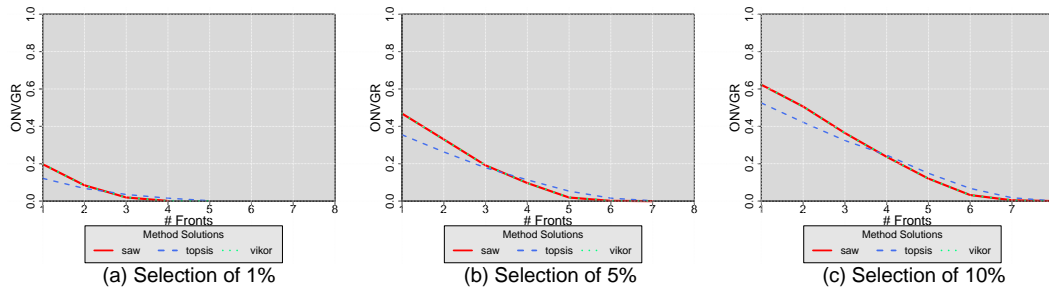 ONVGR
0.0 0.2 0.4 0.6 0.8 1.0
1 2 3 4 5 6 7 8
# Fronts
Method Solutions
saw topsis vikor
(a) Selection of 1%
ONVGR
0.0 0.2 0.4 0.6 0.8 1.0
1 2 3 4 5 6 7 8
# Fronts
Method Solutions
saw topsis vikor
(b) Selection of 5%
ONVGR
0.0 0.2 0.4 0.6 0.8 1.0
1 2 3 4 5 6 7
# Fronts
Method Solutions
saw topsis vikor
(c) Selection of 10%